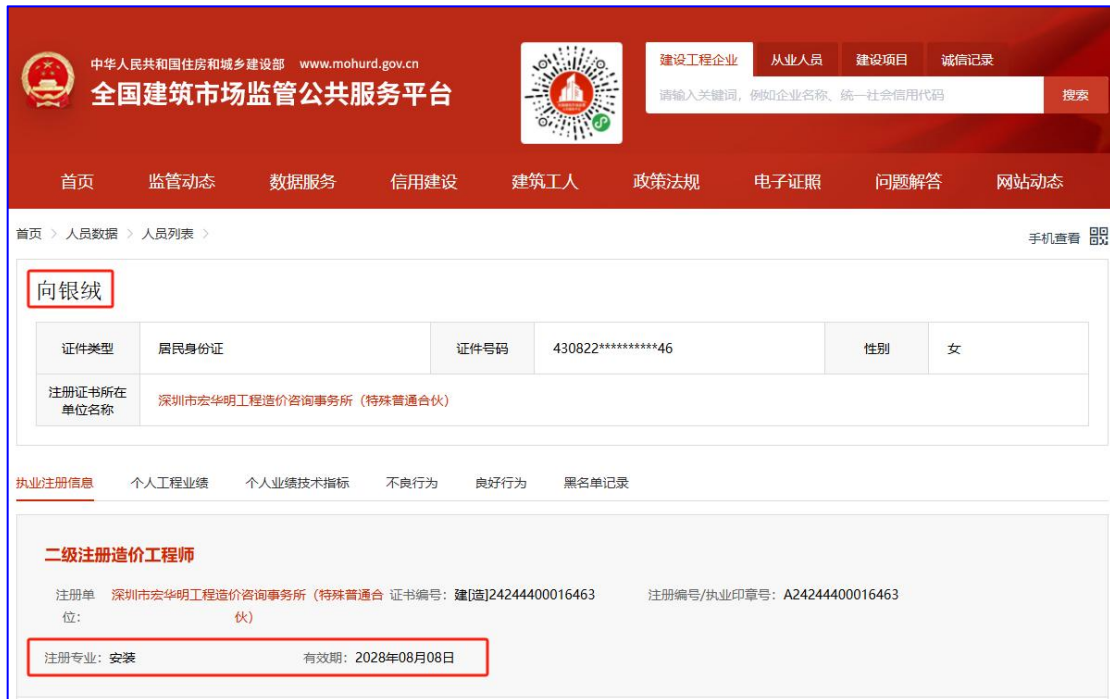 中华人民共和国住房和城乡建设部 www.mohurd.gov.cn
全国建筑市场监管公共服务平台
建设工程企业 从业人员 建设项目 诚信记录
请输入关键词，例如企业名称、统一社会信用代码 搜索
首页 监管动态 数据服务 信用建设 建筑工人 政策法规 电子证照 问题解答 网站动态
首页 > 人员数据 > 人员列表 >
手机查看
向银绒
证件类型 居民身份证 证件号码 430822**********46 性别 女
注册证书所在
单位名称
深圳市宏华明工程造价咨询事务所（特殊普通合伙）
执业注册信息 个人工程业绩 个人业绩技术指标 不良行为 良好行为 黑名单记录
二级注册造价工程师
注册单 深圳市宏华明工程造价咨询事务所（特殊普通合 证书编号：建[造]24244400016463 注册编号/执业印章号：A24244400016463
位： 伙）
注册专业：安装 有效期：2028年08月08日